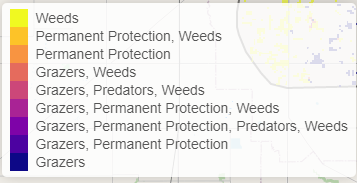 Weeds
Permanent Protection, Weeds
Permanent Protection
Grazers, Weeds
Grazers, Predators, Weeds
Grazers, Permanent Protection, Weeds
Grazers, Permanent Protection, Predators, Weeds
Grazers, Permanent Protection
Grazers